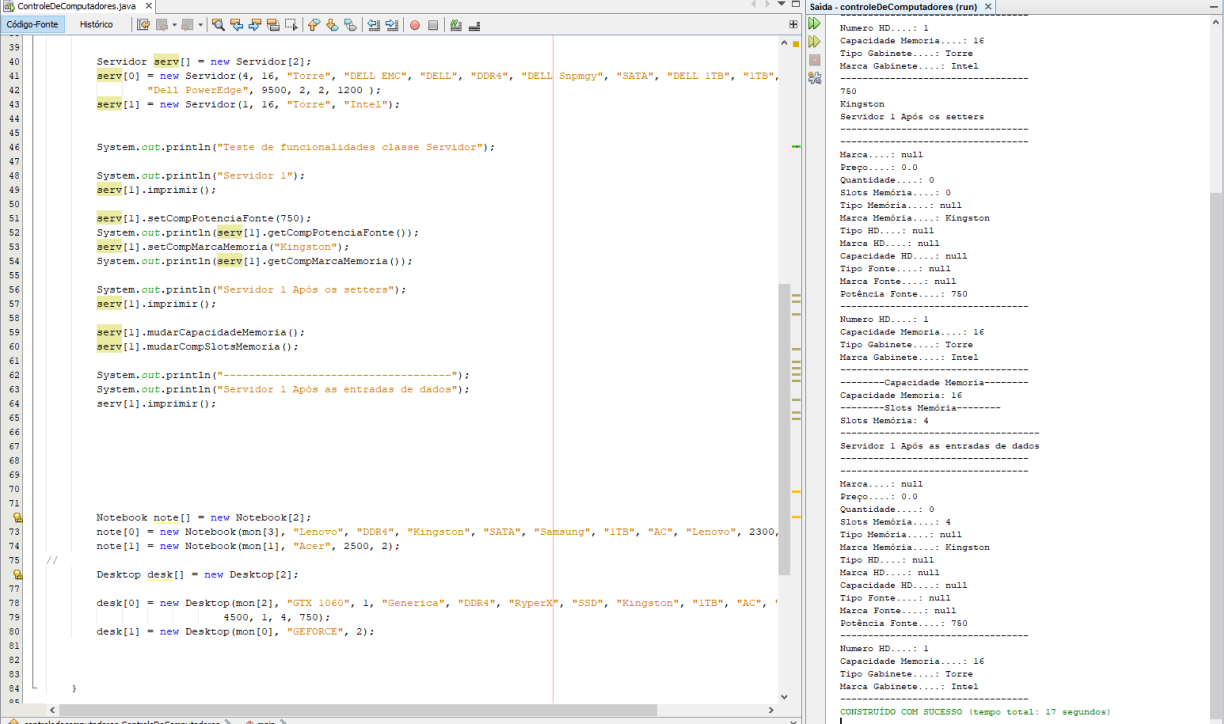 ControleDeComputadores.java
Código-Fonte Histórico
39
40 Servidor serv[] = new Servidor[2];
41 serv[0] = new Servidor(4, 16, "Torre", "DELL EMC", "DELL", "DDR4", "DELL Snpmgy", "SATA", "DELL 1TB", "1TB",
42 "Dell PowerEdge", 9500, 2, 2, 1200 );
43 serv[1] = new Servidor(1, 16, "Torre", "Intel");
44
45
46 System.out.println("Teste de funcionalidades classe Servidor");
47
48 System.out.println("Servidor 1");
49 serv[1].imprimir();
50
51 serv[1].setCompPotenciaFonte(750);
52 System.out.println(serv[1].getCompPotenciaFonte());
53 serv[1].setCompMarcaMemoria("Kingston");
54 System.out.println(serv[1].getCompMarcaMemoria());
55
56 System.out.println("Servidor 1 Após os setters");
57 serv[1].imprimir();
58
59 serv[1].mudarCapacidadeMemoria();
60 serv[1].mudarCompSlotsMemoria();
61
62 System.out.println("------------------------------------");
63 System.out.println("Servidor 1 Após as entradas de dados");
64 serv[1].imprimir();
65
66
67
68
69
70
71
Notebook note[] = new Notebook[2];
73 note[0] = new Notebook(mon[3], "Lenovo", "DDR4", "Kingston", "SATA", "Samsung", "1TB", "AC", "Lenovo", 2300,
74 note[1] = new Notebook(mon[1], "Acer", 2500, 2);
75 //
Desktop desk[] = new Desktop[2];
77
78 desk[0] = new Desktop(mon[2], "GTX 1060", 1, "Generica", "DDR4", "RyperX", "SSD", "Kingston", "1TB", "AC", "
79 4500, 1, 4, 750);
80 desk[1] = new Desktop(mon[0], "GEFORCE", 2);
81
82
83
84 }
Saída - controleDeComputadores (run)
----------------------------------
Numero HD....: 1
Capacidade Memoria....: 16
Tipo Gabinete....: Torre
Marca Gabinete....: Intel
----------------------------------
750
Kingston
Servidor 1 Após os setters
----------------------------------
----------------------------------
Marca....: null
Preço....: 0.0
Quantidade....: 0
Slots Memória....: 0
Tipo Memória....: null
Marca Memória....: Kingston
Tipo HD....: null
Marca HD....: null
Capacidade HD....: null
Tipo Fonte....: null
Marca Fonte....: null
Potência Fonte....: 750
----------------------------------
Numero HD....: 1
Capacidade Memoria....: 16
Tipo Gabinete....: Torre
Marca Gabinete....: Intel
----------------------------------
--------Capacidade Memoria--------
Capacidade Memoria: 16
--------Slots Memória--------
Slots Memória: 4
------------------------------------
Servidor 1 Após as entradas de dados
----------------------------------
----------------------------------
Marca....: null
Preço....: 0.0
Quantidade....: 0
Slots Memória....: 4
Tipo Memória....: null
Marca Memória....: Kingston
Tipo HD....: null
Marca HD....: null
Capacidade HD....: null
Tipo Fonte....: null
Marca Fonte....: null
Potência Fonte....: 750
----------------------------------
Numero HD....: 1
Capacidade Memoria....: 16
Tipo Gabinete....: Torre
Marca Gabinete....: Intel
----------------------------------
CONSTRUÍDO COM SUCESSO (tempo total: 17 segundos)